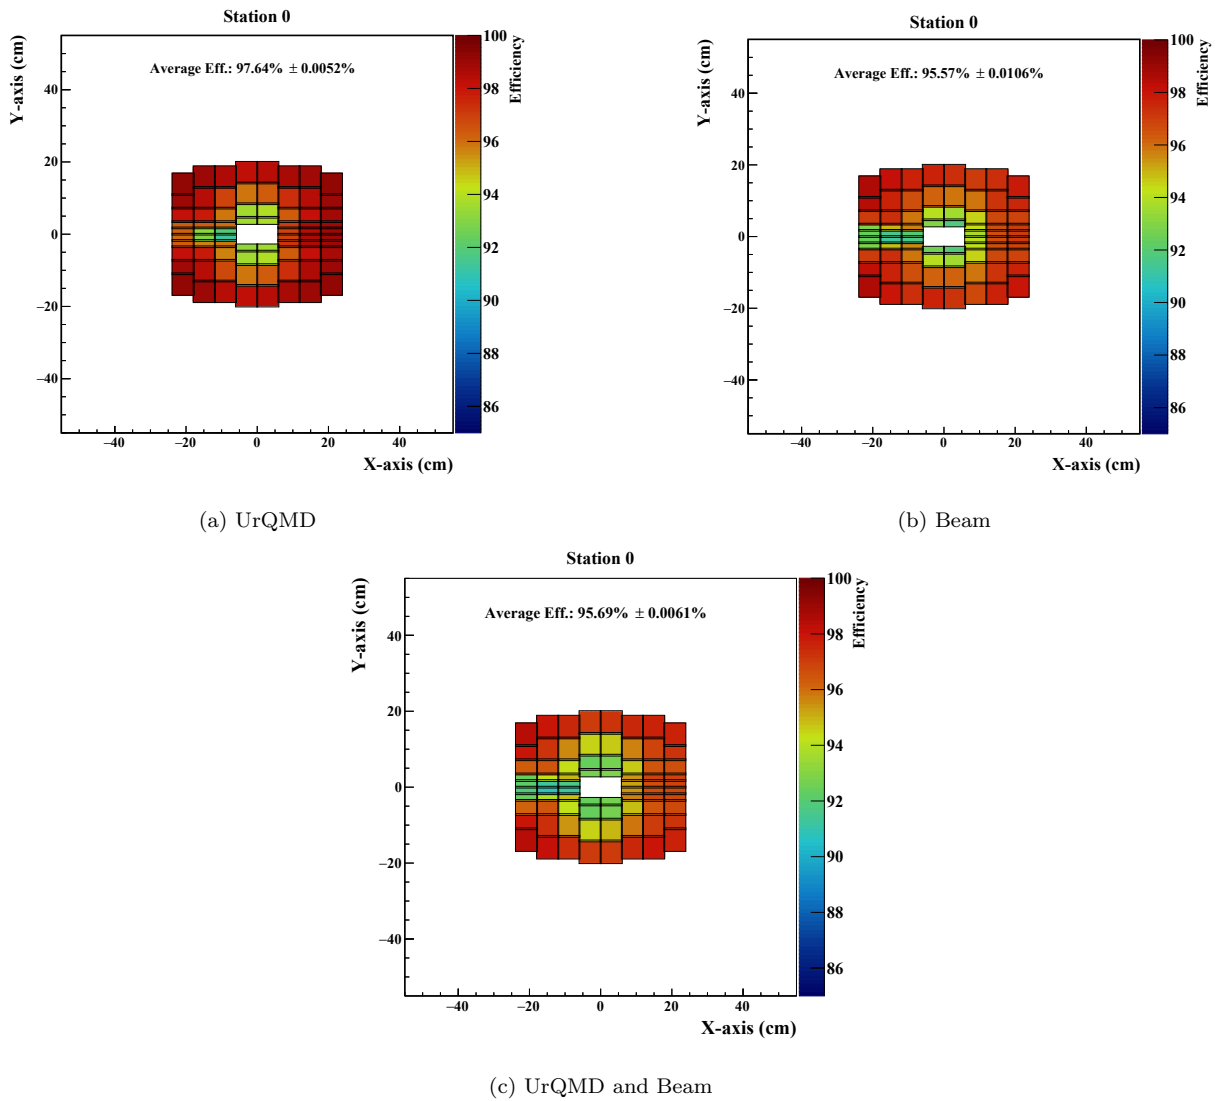 Station 0
Average Eff.: 97.64% ± 0.0052%
Y-axis (cm)
40
20
0
−20
−40
−40 −20 0 20 40
X-axis (cm)
100
98
96
94
92
90
88
86
Efficiency
(a) UrQMD
Station 0
Average Eff.: 95.57% ± 0.0106%
Y-axis (cm)
40
20
0
−20
−40
−40 −20 0 20 40
X-axis (cm)
100
98
96
94
92
90
88
86
Efficiency
(b) Beam
Station 0
Average Eff.: 95.69% ± 0.0061%
Y-axis (cm)
40
20
0
−20
−40
−40 −20 0 20 40
X-axis (cm)
100
98
96
94
92
90
88
86
Efficiency
(c) UrQMD and Beam